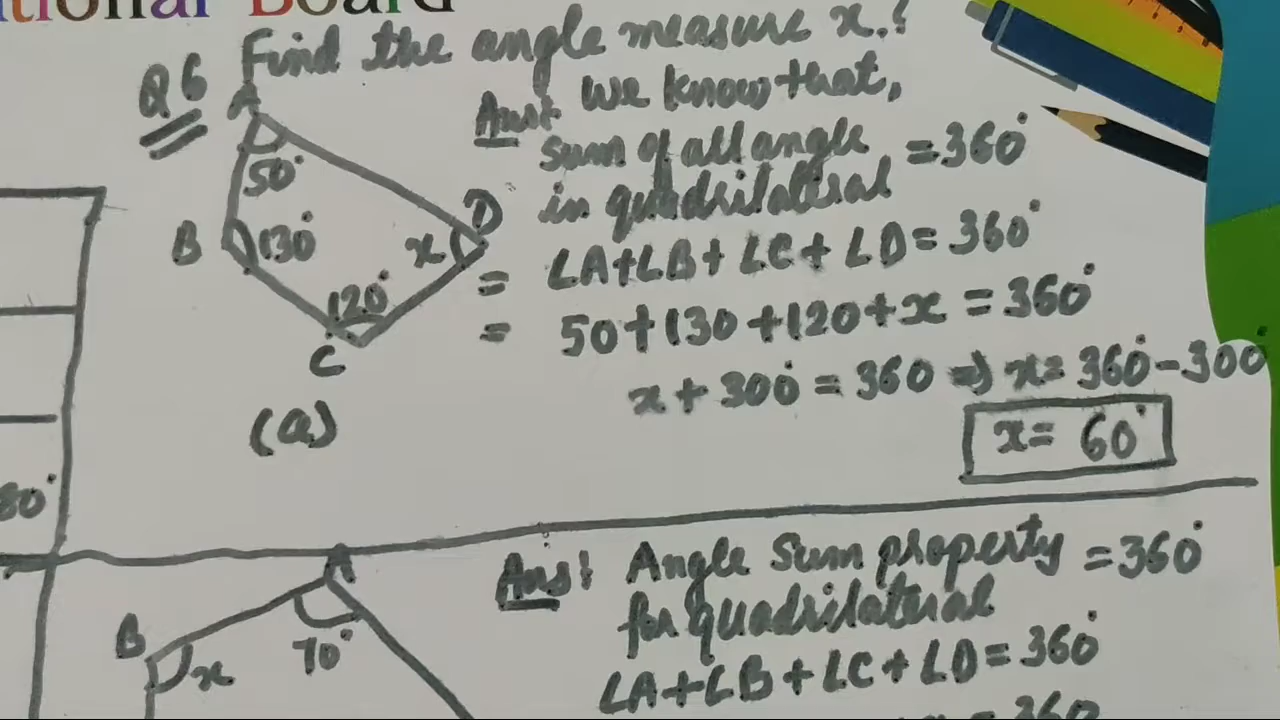 tional Board
Q6 Find the angle measure x.?
A
50°
B 130°
x D
120°
C
(a)
Ans: We know that,
sum of all angle = 360°
in quadrilateral
= ∠A+∠B+∠C+∠D=360°
= 50+130+120+x=360°
x+300°=360 ⇒ x=360°-300°
x= 60°
80°
A
B x 70°
Ans: Angle Sum property = 360°
for quadrilateral
∠A+∠B+∠C+∠D=360°
= 360